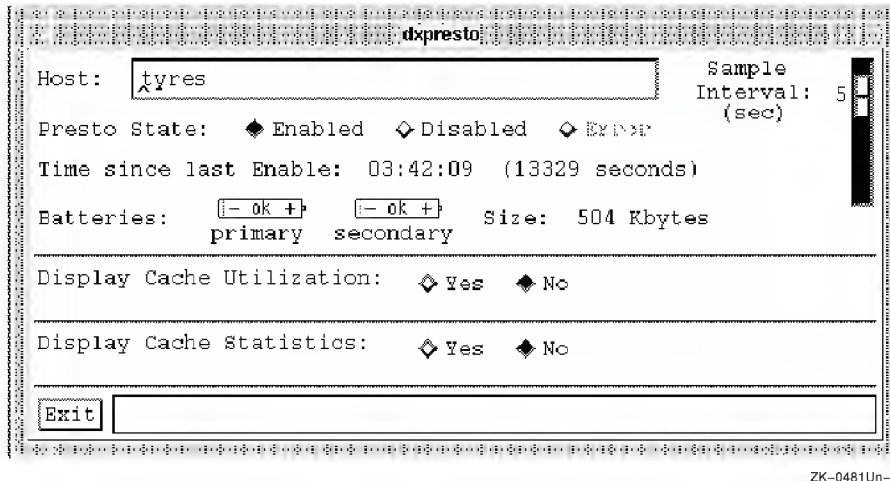 dxpresto
Host: tyres
Sample
Interval: 5
(sec)
Presto State: Enabled Disabled Error
Time since last Enable: 03:42:09 (13329 seconds)
Batteries: - ok + - ok + Size: 504 Kbytes
primary secondary
Display Cache Utilization: Yes No
Display Cache Statistics: Yes No
Exit
ZK-0481Un-